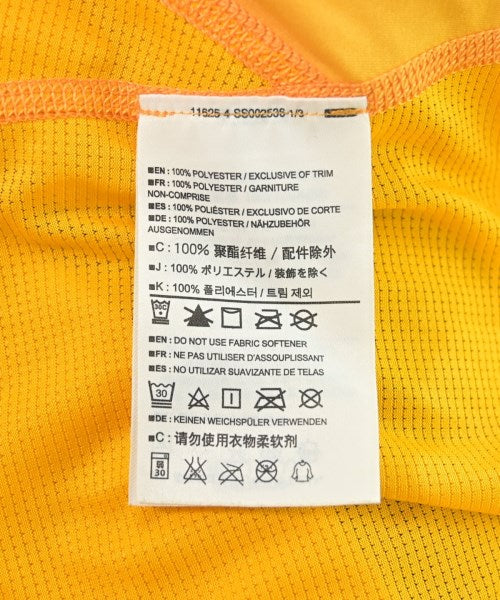 11625 4 SS002536 1/3
■EN : 100% POLYESTER / EXCLUSIVE OF TRIM
■FR : 100% POLYESTER / GARNITURE
NON-COMPRISE
■ES : 100% POLIÉSTER / EXCLUSIVO DE CORTE
■DE : 100% POLYESTER / NÄHZUBEHÖR
AUSGENOMMEN
■C : 100% 聚酯纤维 / 配件除外
■J : 100% ポリエステル / 装飾を除く
■K : 100% 폴리에스터 / 트림 제외
30C
■EN : DO NOT USE FABRIC SOFTENER
■FR : NE PAS UTILISER D'ASSOUPLISSANT
■ES : NO UTILIZAR SUAVIZANTE DE TELAS
30
■DE : KEINEN WEICHSPÜLER VERWENDEN
■C : 请勿使用衣物柔软剂
弱
30